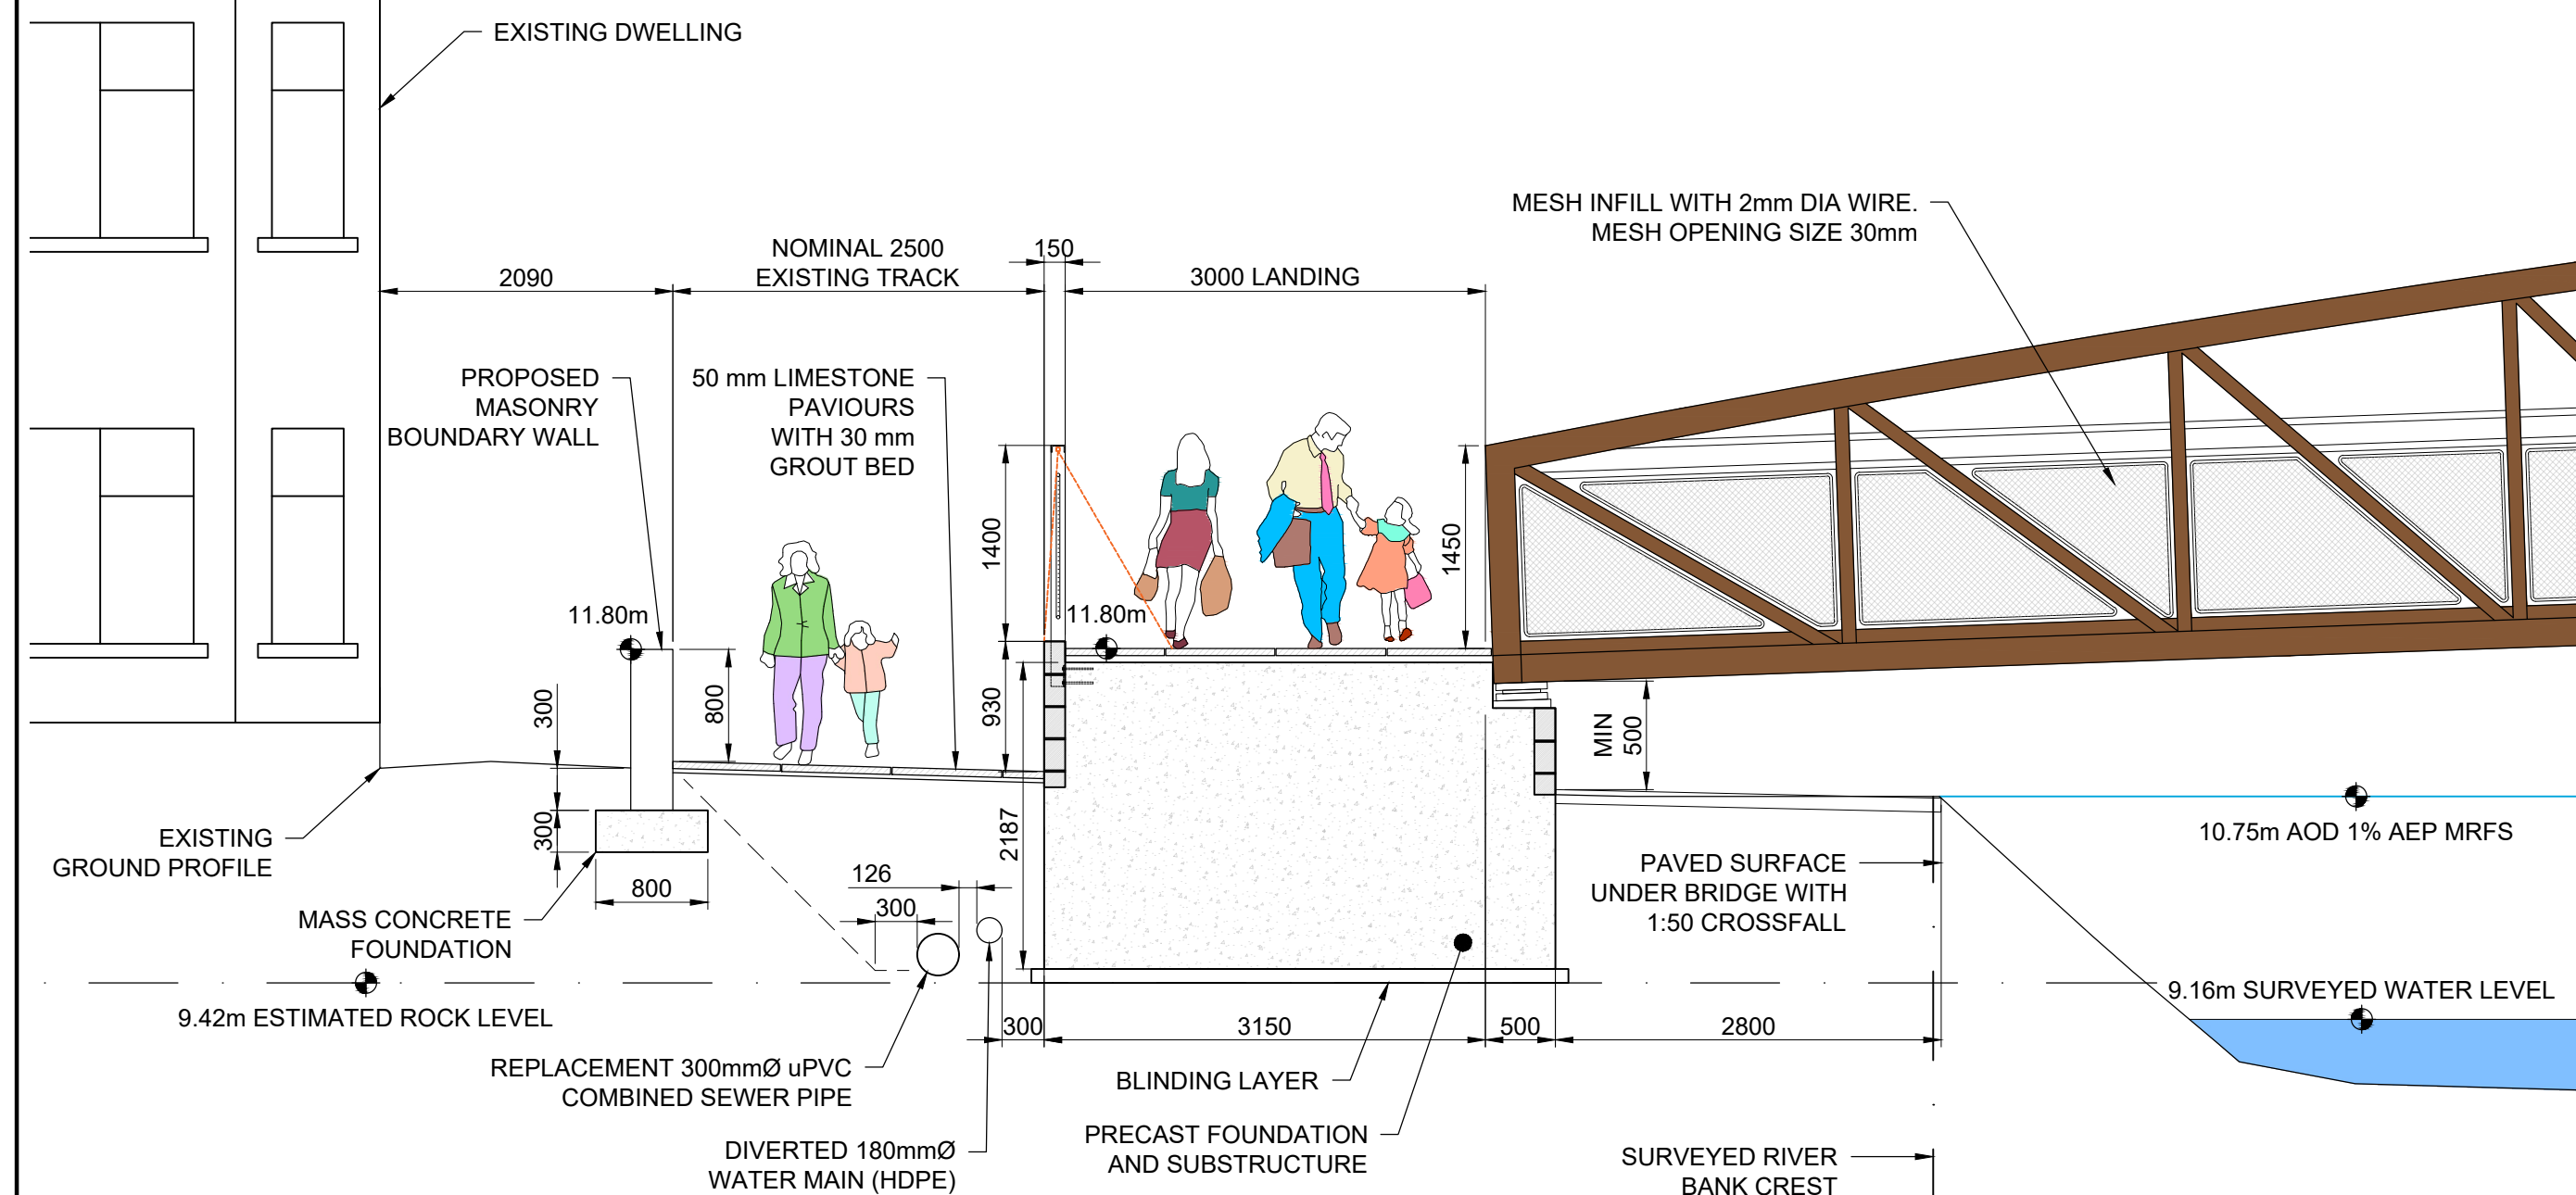 EXISTING DWELLING
MESH INFILL WITH 2mm DIA WIRE.
MESH OPENING SIZE 30mm
2090
NOMINAL 2500
EXISTING TRACK
150
3000 LANDING
PROPOSED
MASONRY
BOUNDARY WALL
50 mm LIMESTONE
PAVIOURS
WITH 30 mm
GROUT BED
1400
1450
11.80m
11.80m
300
800
930
MIN
500
300
2187
EXISTING
GROUND PROFILE
800
126
300
MASS CONCRETE
FOUNDATION
10.75m AOD 1% AEP MRFS
PAVED SURFACE
UNDER BRIDGE WITH
1:50 CROSSFALL
9.42m ESTIMATED ROCK LEVEL
9.16m SURVEYED WATER LEVEL
300
3150
500
2800
REPLACEMENT 300mmØ uPVC
COMBINED SEWER PIPE
BLINDING LAYER
DIVERTED 180mmØ
WATER MAIN (HDPE)
PRECAST FOUNDATION
AND SUBSTRUCTURE
SURVEYED RIVER
BANK CREST